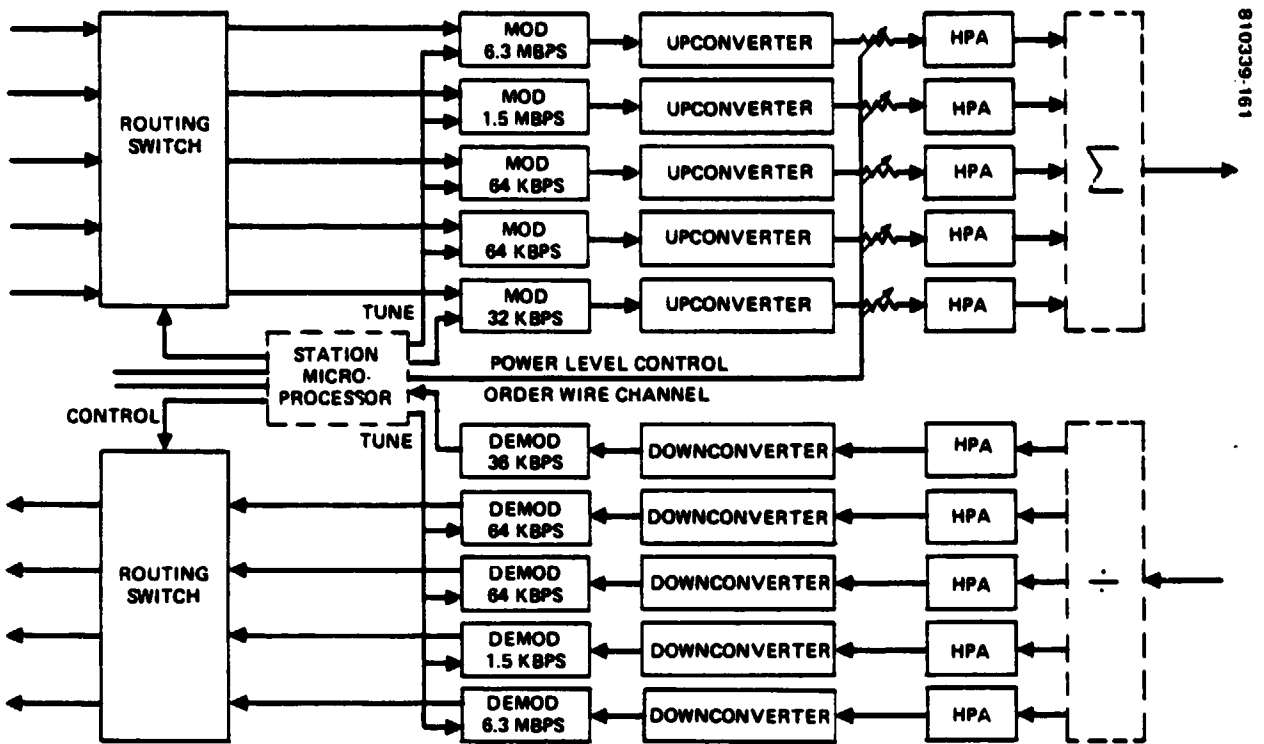 810339-161
ROUTING
SWITCH
MOD
6.3 MBPS
UPCONVERTER
HPA
MOD
1.5 MBPS
UPCONVERTER
HPA
MOD
64 KBPS
UPCONVERTER
HPA
MOD
64 KBPS
UPCONVERTER
HPA
MOD
32 KBPS
UPCONVERTER
HPA
Σ
TUNE
STATION
MICRO-
PROCESSOR
POWER LEVEL CONTROL
ORDER WIRE CHANNEL
CONTROL
TUNE
ROUTING
SWITCH
DEMOD
36 KBPS
DOWNCONVERTER
HPA
DEMOD
64 KBPS
DOWNCONVERTER
HPA
DEMOD
64 KBPS
DOWNCONVERTER
HPA
DEMOD
1.5 KBPS
DOWNCONVERTER
HPA
DEMOD
6.3 MBPS
DOWNCONVERTER
HPA
÷